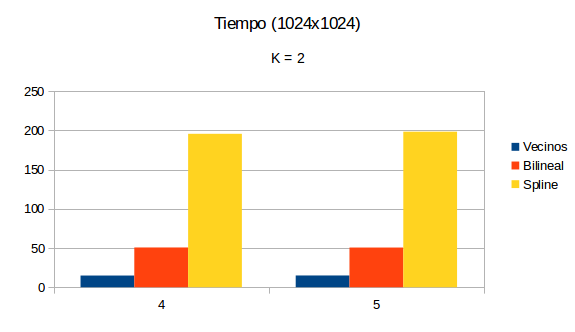 Tiempo (1024x1024)
K = 2
250
200
150
100
50
0
4
5
Vecinos
Bilineal
Spline